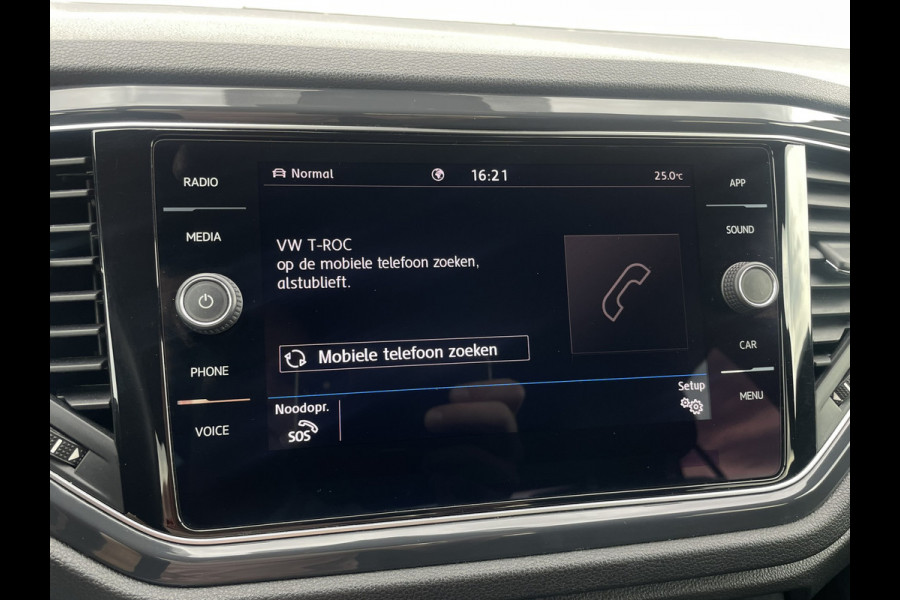 RADIO
MEDIA
PHONE
VOICE
Normal
16:21
25.0°C
VW T-ROC
op de mobiele telefoon zoeken,
alstublieft.
Mobiele telefoon zoeken
Noodopr.
SOS
Setup
APP
SOUND
CAR
MENU